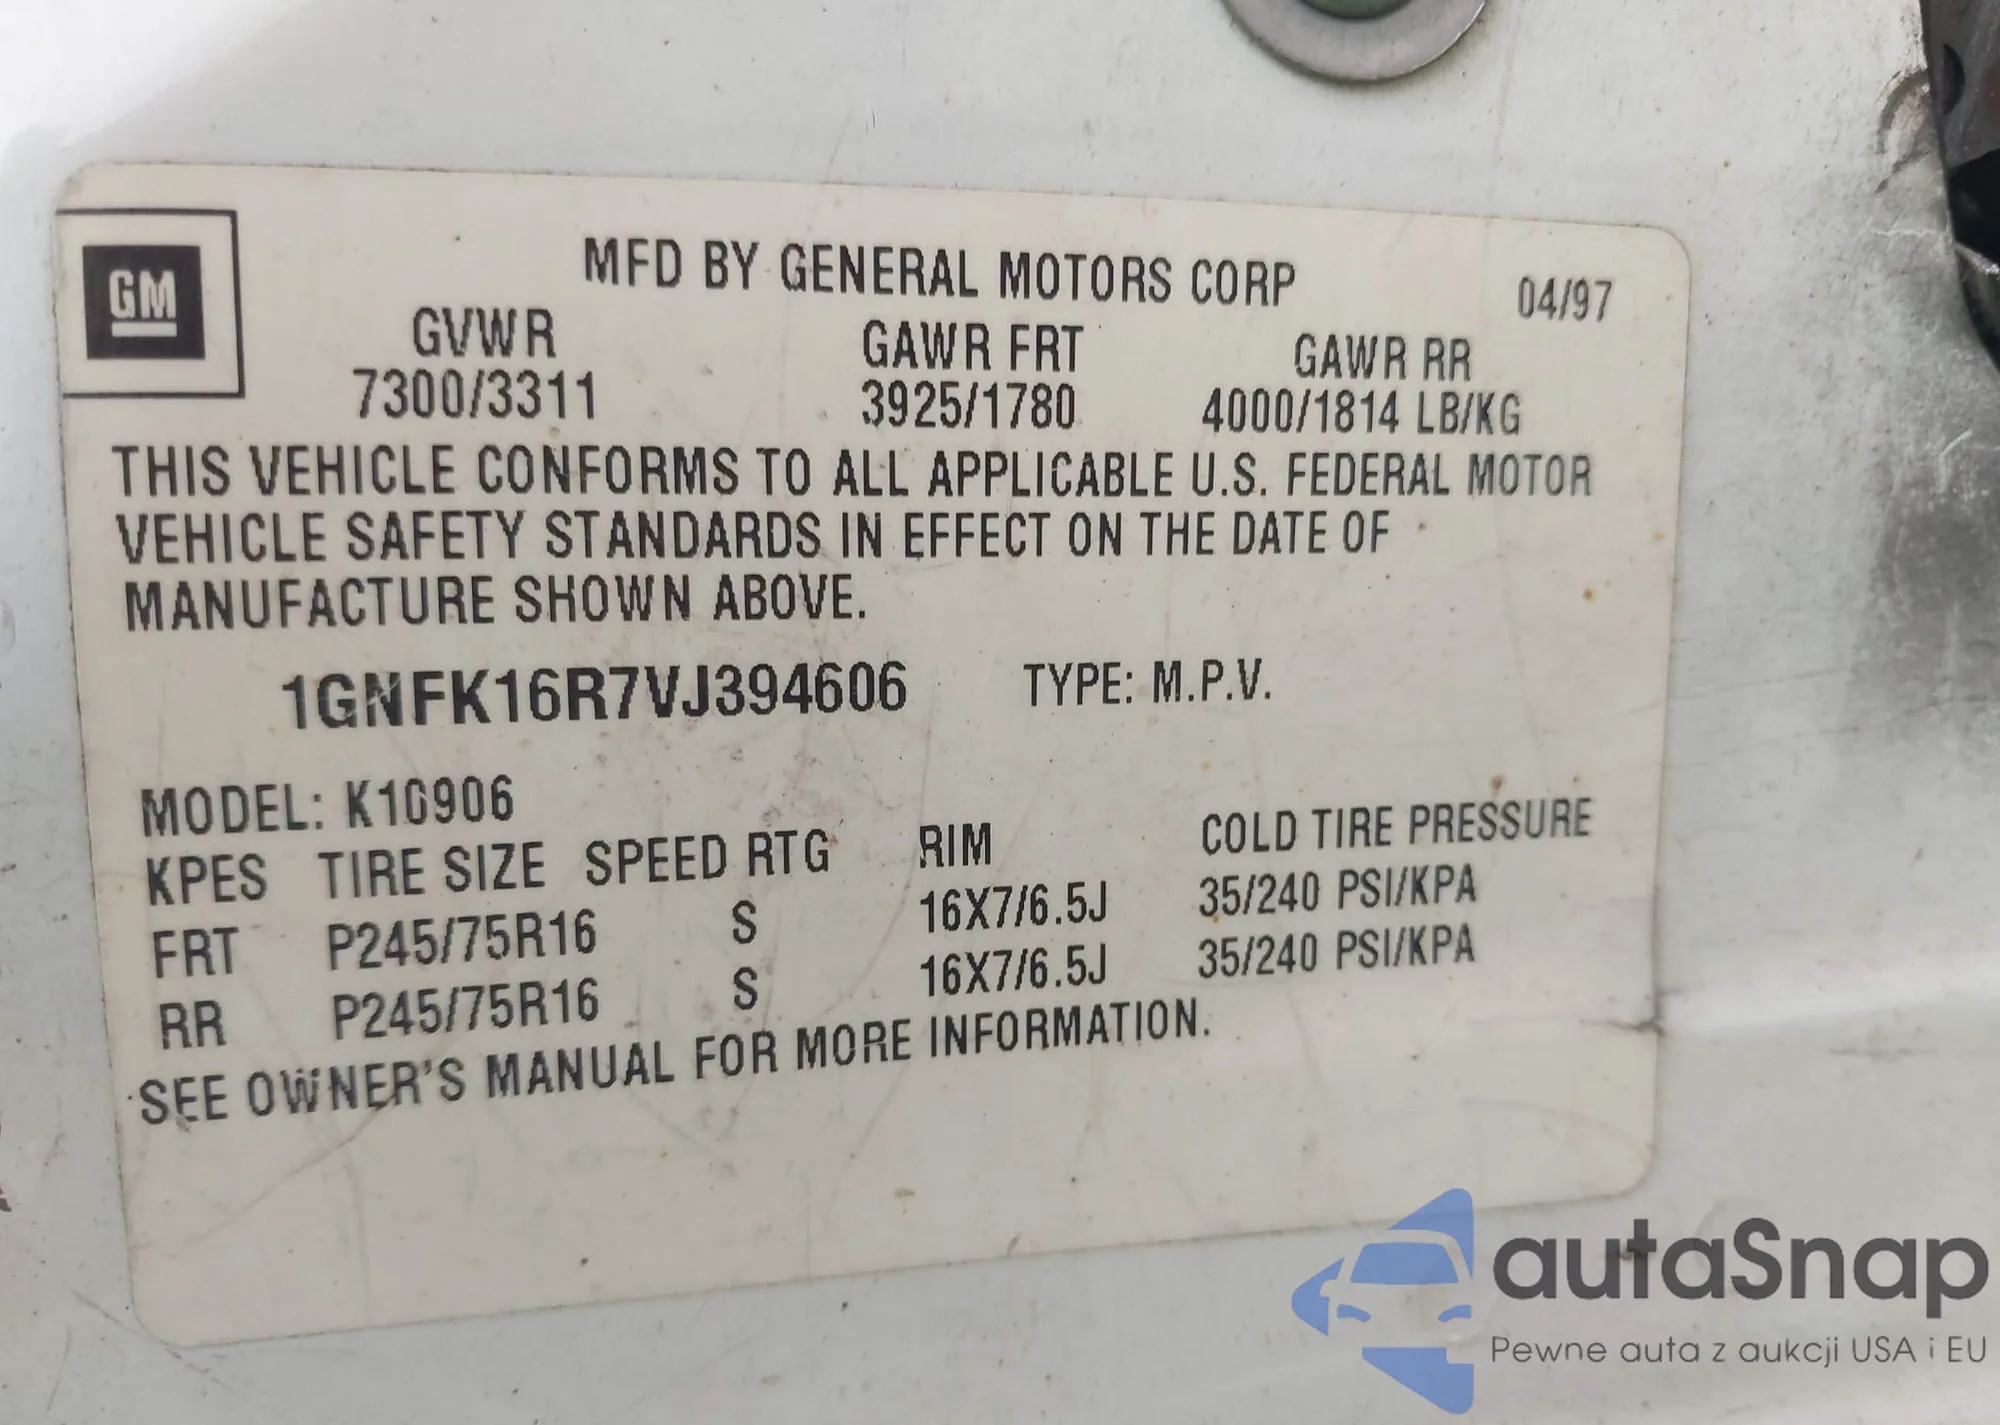 GM
MFD BY GENERAL MOTORS CORP 04/97
GVWR GAWR FRT GAWR RR
7300/3311 3925/1780 4000/1814 LB/KG
THIS VEHICLE CONFORMS TO ALL APPLICABLE U.S. FEDERAL MOTOR
VEHICLE SAFETY STANDARDS IN EFFECT ON THE DATE OF
MANUFACTURE SHOWN ABOVE.
1GNFK16R7VJ394606 TYPE: M.P.V.
MODEL: K10906
KPES TIRE SIZE SPEED RTG RIM COLD TIRE PRESSURE
FRT P245/75R16 S 16X7/6.5J 35/240 PSI/KPA
RR P245/75R16 S 16X7/6.5J 35/240 PSI/KPA
SEE OWNER'S MANUAL FOR MORE INFORMATION.
autaSnap
Pewne auta z aukcji USA i EU